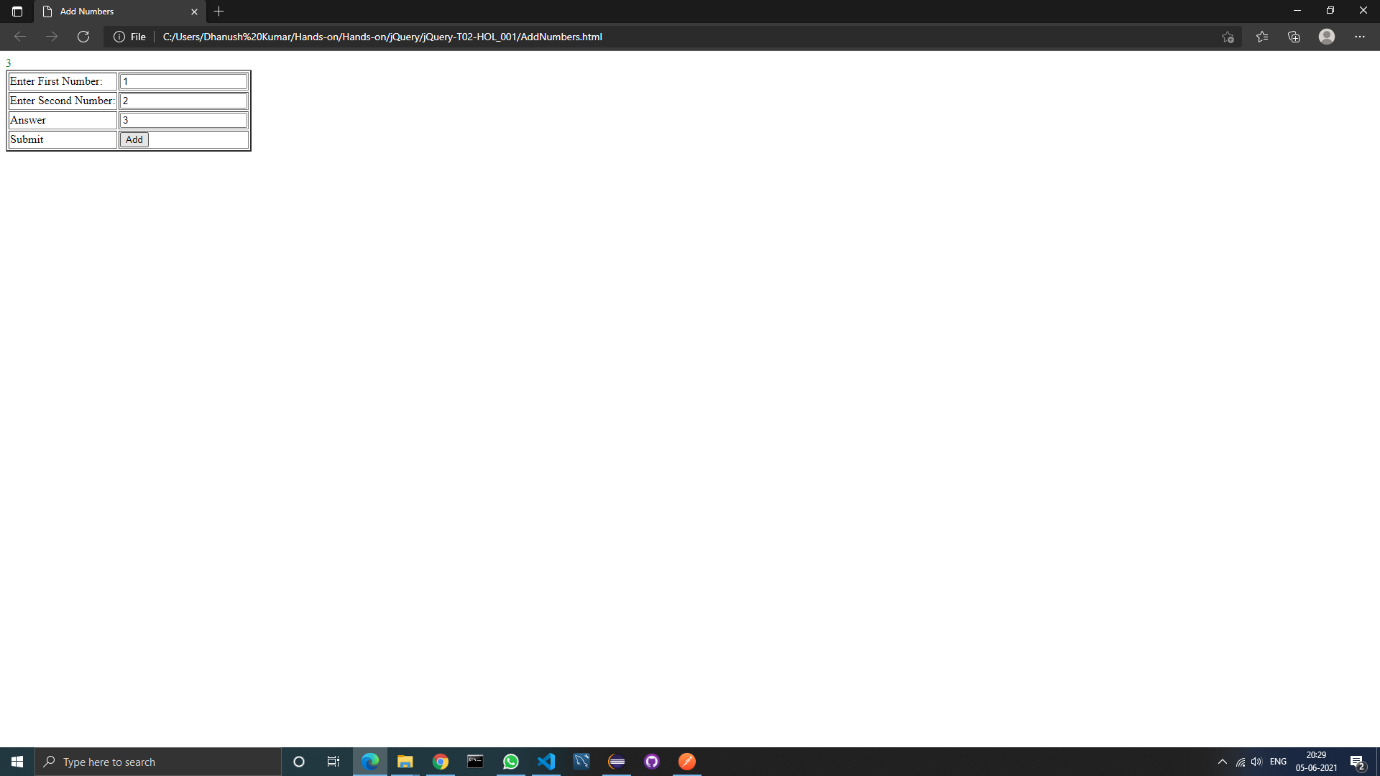 Add Numbers
File C:/Users/Dhanush%20Kumar/Hands-on/Hands-on/jQuery/jQuery-T02-HOL_001/AddNumbers.html
3
Enter First Number: 1
Enter Second Number: 2
Answer 3
Submit Add
Type here to search
ENG
20:29
05-06-2021
2